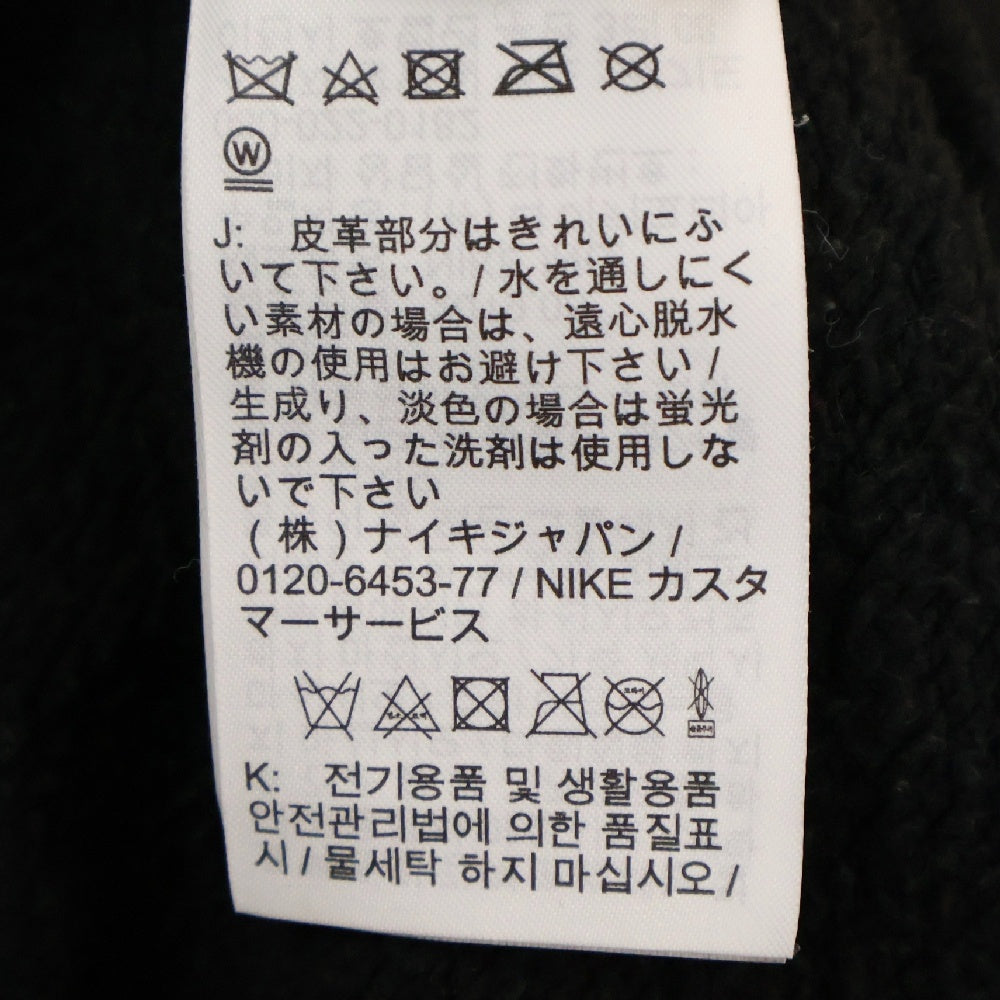 W
J: 皮革部分はきれいにふ
いて下さい。/ 水を通しにく
い素材の場合は、遠心脱水
機の使用はお避け下さい /
生成り、淡色の場合は蛍光
剤の入った洗剤は使用しな
いで下さい
(株)ナイキジャパン /
0120-6453-77 / NIKE カスタ
マーサービス
K: 전기용품 및 생활용품
안전관리법에 의한 품질표
시 / 물세탁 하지 마십시오 /